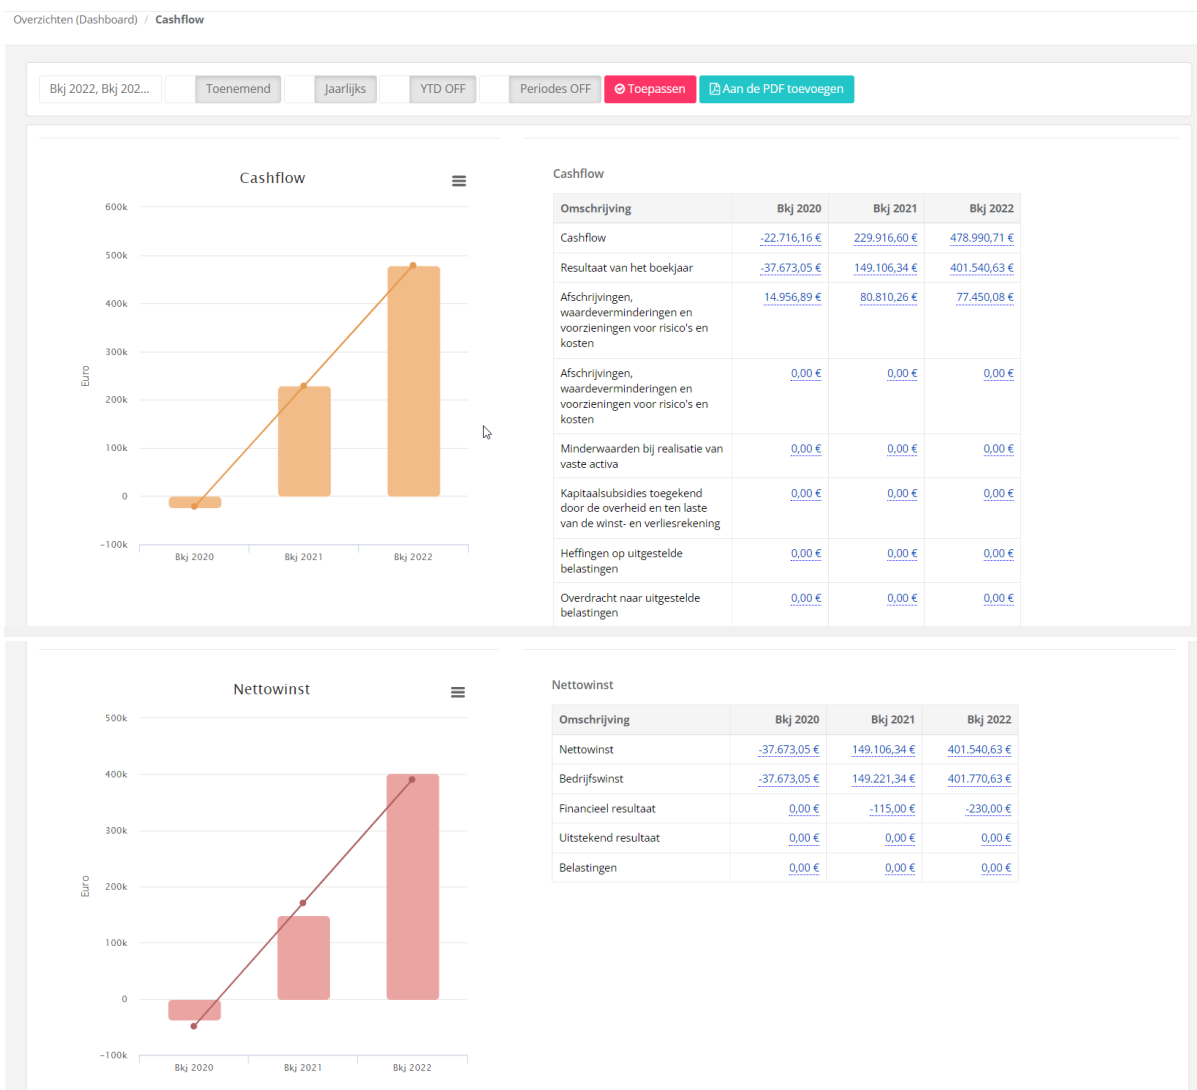 Overzichten (Dashboard) / Cashflow
Bkj 2022, Bkj 202... Toenemend Jaarlijks YTD OFF Periodes OFF Toepassen Aan de PDF toevoegen
Cashflow
600k
500k
400k
300k
200k
100k
0
-100k
Euro
Bkj 2020 Bkj 2021 Bkj 2022
Cashflow
Omschrijving Bkj 2020 Bkj 2021 Bkj 2022
Cashflow -22.716,16 € 229.916,60 € 478.990,71 €
Resultaat van het boekjaar -37.673,05 € 149.106,34 € 401.540,63 €
Afschrijvingen, 14.956,89 € 80.810,26 € 77.450,08 €
waardeverminderingen en
voorzieningen voor risico's en
kosten
Afschrijvingen, 0,00 € 0,00 € 0,00 €
waardeverminderingen en
voorzieningen voor risico's en
kosten
Minderwaarden bij realisatie van 0,00 € 0,00 € 0,00 €
vaste activa
Kapitaalsubsidies toegekend 0,00 € 0,00 € 0,00 €
door de overheid en ten laste
van de winst- en verliesrekening
Heffingen op uitgestelde 0,00 € 0,00 € 0,00 €
belastingen
Overdracht naar uitgestelde 0,00 € 0,00 € 0,00 €
belastingen
Nettowinst
500k
400k
300k
200k
100k
0
-100k
Euro
Bkj 2020 Bkj 2021 Bkj 2022
Nettowinst
Omschrijving Bkj 2020 Bkj 2021 Bkj 2022
Nettowinst -37.673,05 € 149.106,34 € 401.540,63 €
Bedrijfswinst -37.673,05 € 149.221,34 € 401.770,63 €
Financieel resultaat 0,00 € -115,00 € -230,00 €
Uitstekend resultaat 0,00 € 0,00 € 0,00 €
Belastingen 0,00 € 0,00 € 0,00 €